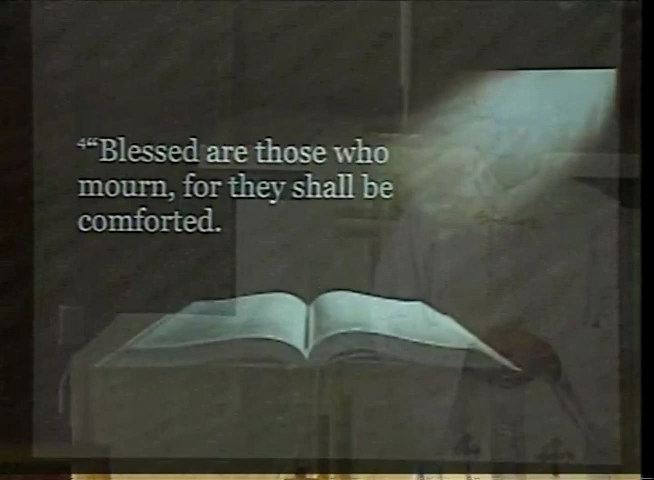 ⁴“Blessed are those who
mourn, for they shall be
comforted.